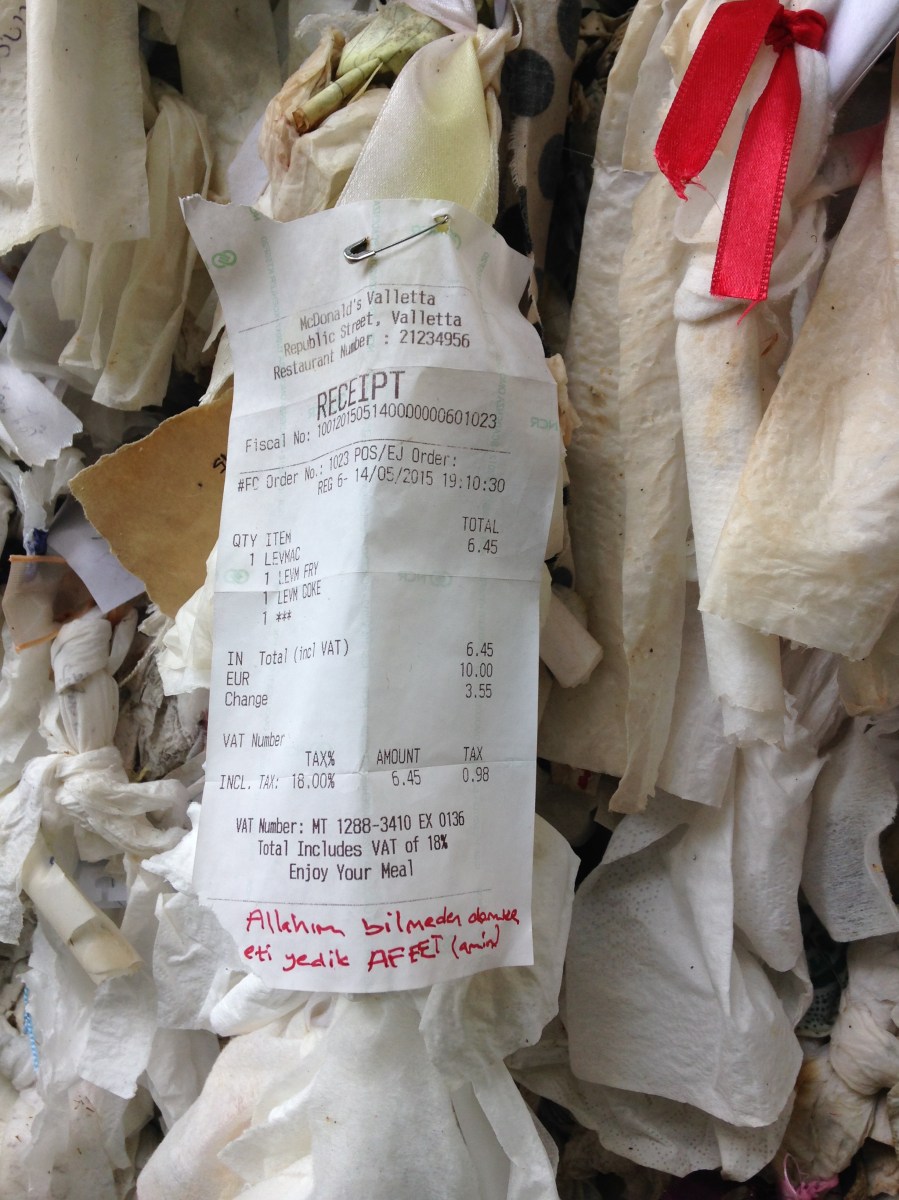 McDonald's Valletta
Republic Street, Valletta
Restaurant Number : 21234956
RECEIPT
Fiscal No: 1001201505140000000601023
#FC Order No.: 1023 POS/EJ Order:
REG 6- 14/05/2015 19:10:30
QTY ITEM TOTAL
1 LEVMAC 6.45
1 LEVM FRY
1 LEVM COKE
1 ***
IN Total (incl VAT) 6.45
EUR 10.00
Change 3.55
VAT Number
TAX% AMOUNT TAX
INCL. TAX: 18.00% 6.45 0.98
VAT Number: MT 1288-3410 EX 0136
Total Includes VAT of 18%
Enjoy Your Meal
Allahım bilmeden
eti yedik AFEET (amin)
NCR
NCR